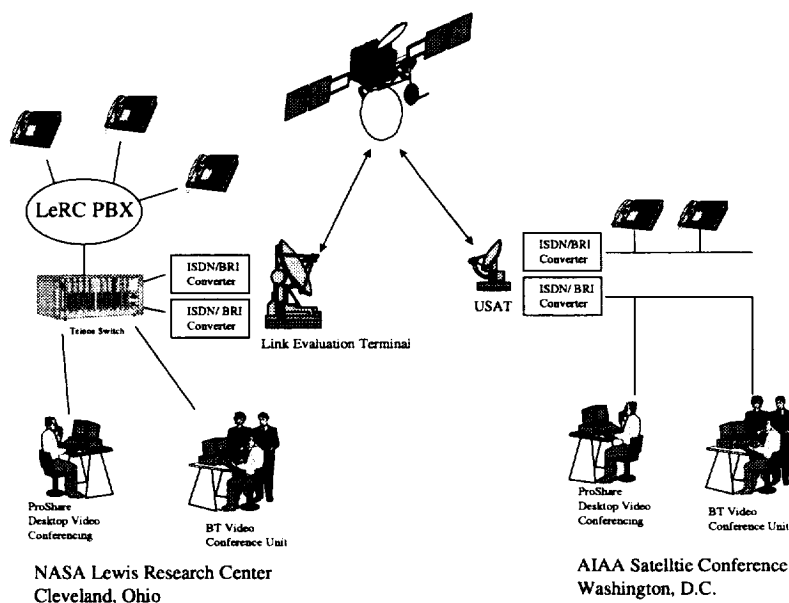 LeRC PBX
ISDN/BRI
Converter
ISDN/ BRI
Converter
Switch
Link Evaluation Terminal
USAT
ISDN/BRI
Converter
ISDN/ BRI
Converter
ProShare
Desktop Video
Conferencing
BT Video
Conference Unit
NASA Lewis Research Center
Cleveland, Ohio
ProShare
Desktop Video
Conferencing
BT Video
Conference Unit
AIAA Satelltic Conference
Washington, D.C.